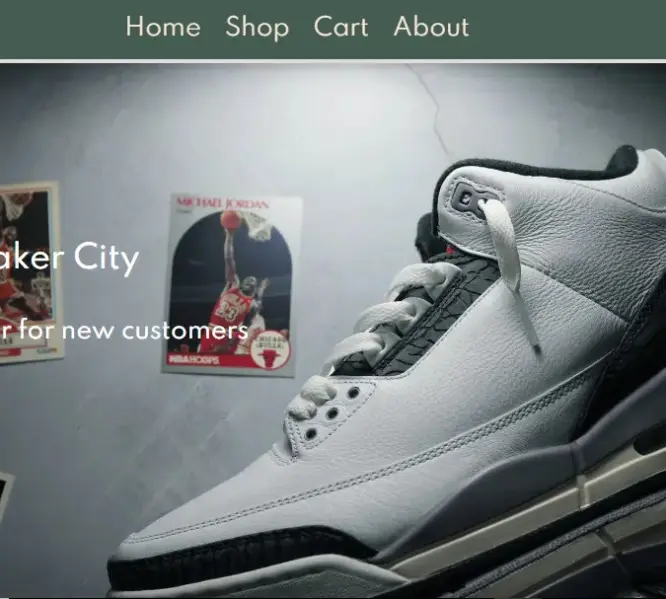 Home Shop Cart About
aker City
r for new customers
MICHAEL JORDAN
23
NBA HOOPS
CHICAGO
BULLS